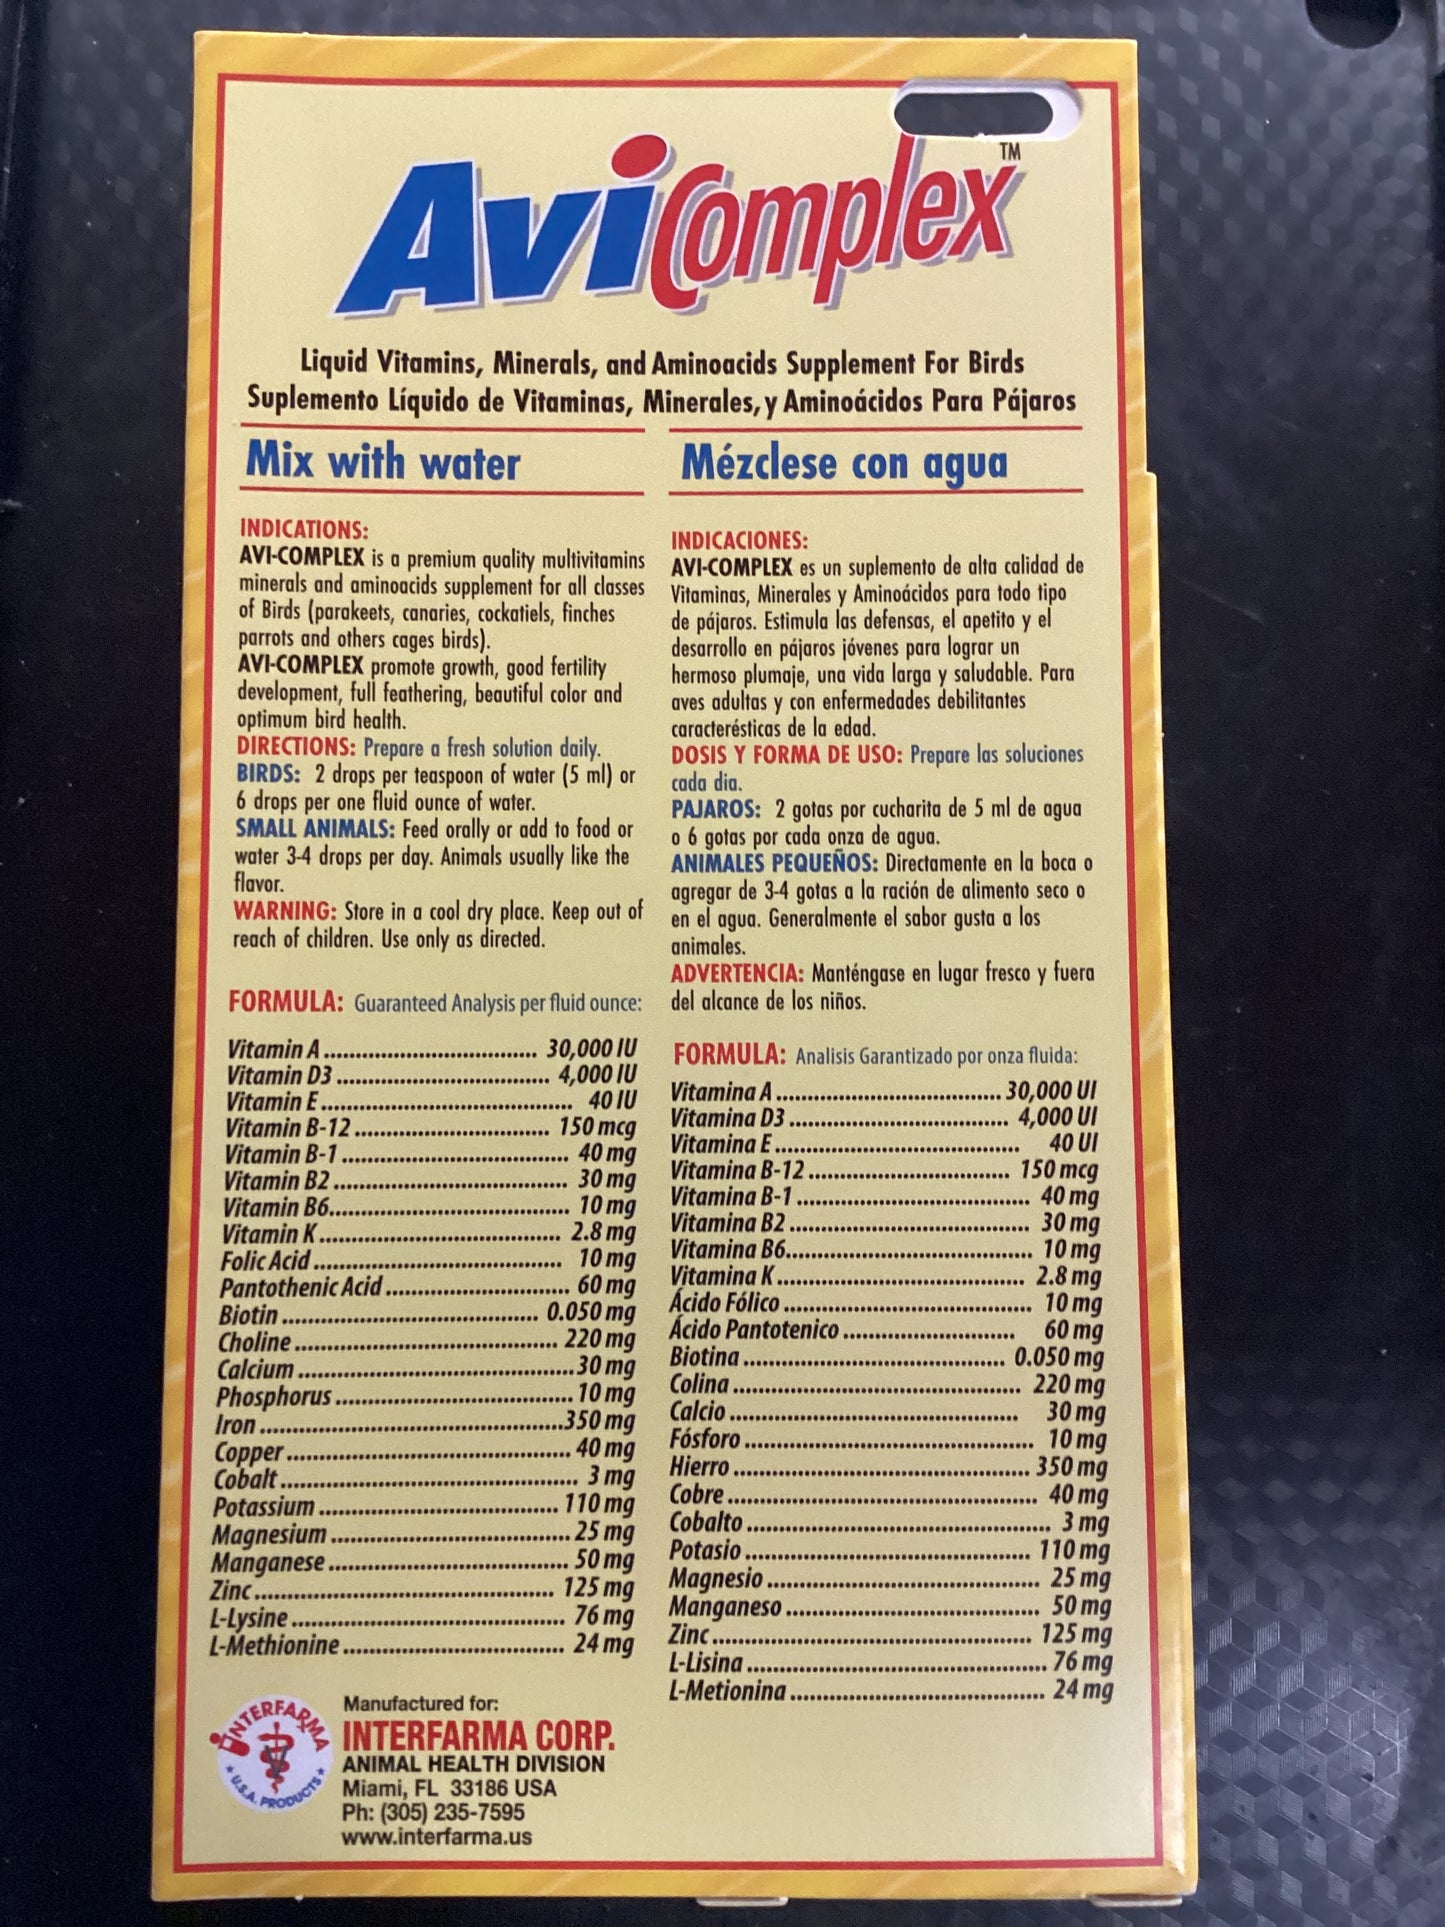 AviComplex™
Liquid Vitamins, Minerals, and Aminoacids Supplement For Birds
Suplemento Líquido de Vitaminas, Minerales, y Aminoácidos Para Pájaros
Mix with water
INDICATIONS:
AVI-COMPLEX is a premium quality multivitamins
minerals and aminoacids supplement for all classes
of Birds (parakeets, canaries, cockatiels, finches
parrots and others cages birds).
AVI-COMPLEX promote growth, good fertility
development, full feathering, beautiful color and
optimum bird health.
DIRECTIONS: Prepare a fresh solution daily.
BIRDS: 2 drops per teaspoon of water (5 ml) or
6 drops per one fluid ounce of water.
SMALL ANIMALS: Feed orally or add to food or
water 3-4 drops per day. Animals usually like the
flavor.
WARNING: Store in a cool dry place. Keep out of
reach of children. Use only as directed.
FORMULA: Guaranteed Analysis per fluid ounce:
Vitamin A 30,000 IU
Vitamin D3 4,000 IU
Vitamin E 40 IU
Vitamin B-12 150 mcg
Vitamin B-1 40 mg
Vitamin B2 30 mg
Vitamin B6 10 mg
Vitamin K 2.8 mg
Folic Acid 10 mg
Pantothenic Acid 60 mg
Biotin 0.050 mg
Choline 220 mg
Calcium 30 mg
Phosphorus 10 mg
Iron 350 mg
Copper 40 mg
Cobalt 3 mg
Potassium 110 mg
Magnesium 25 mg
Manganese 50 mg
Zinc 125 mg
L-Lysine 76 mg
L-Methionine 24 mg
Mézclese con agua
INDICACIONES:
AVI-COMPLEX es un suplemento de alta calidad de
Vitaminas, Minerales y Aminoácidos para todo tipo
de pájaros. Estimula las defensas, el apetito y el
desarrollo en pájaros jóvenes para lograr un
hermoso plumaje, una vida larga y saludable. Para
aves adultas y con enfermedades debilitantes
caracterésticas de la edad.
DOSIS Y FORMA DE USO: Prepare las soluciones
cada dia.
PAJAROS: 2 gotas por cucharita de 5 ml de agua
o 6 gotas por cada onza de agua.
ANIMALES PEQUEÑOS: Directamente en la boca o
agregar de 3-4 gotas a la ración de alimento seco o
en el agua. Generalmente el sabor gusta a los
animales.
ADVERTENCIA: Manténgase en lugar fresco y fuera
del alcance de los niños.
FORMULA: Analisis Garantizado por onza fluida:
Vitamina A 30,000 UI
Vitamina D3 4,000 UI
Vitamina E 40 UI
Vitamina B-12 150 mcg
Vitamina B-1 40 mg
Vitamina B2 30 mg
Vitamina B6 10 mg
Vitamina K 2.8 mg
Ácido Fólico 10 mg
Ácido Pantotenico 60 mg
Biotina 0.050 mg
Colina 220 mg
Calcio 30 mg
Fósforo 10 mg
Hierro 350 mg
Cobre 40 mg
Cobalto 3 mg
Potasio 110 mg
Magnesio 25 mg
Manganeso 50 mg
Zinc 125 mg
L-Lisina 76 mg
L-Metionina 24 mg
INTERFARMA
U.S.A. PRODUCTS
Manufactured for:
INTERFARMA CORP.
ANIMAL HEALTH DIVISION
Miami, FL 33186 USA
Ph: (305) 235-7595
www.interfarma.us